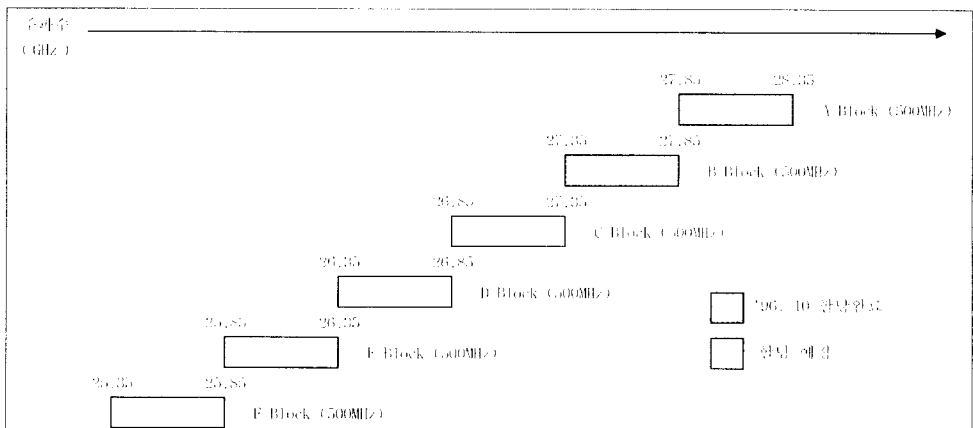 주파수
(GHz)
27.85 28.35
A Block (500MHz)
27.35 27.85
B Block (500MHz)
26.85 27.35
C Block (500MHz)
26.35 26.85
D Block (500MHz)
'96. 10 할당완료
25.85 26.35
E Block (500MHz)
할당 예정
25.35 25.85
F Block (500MHz)